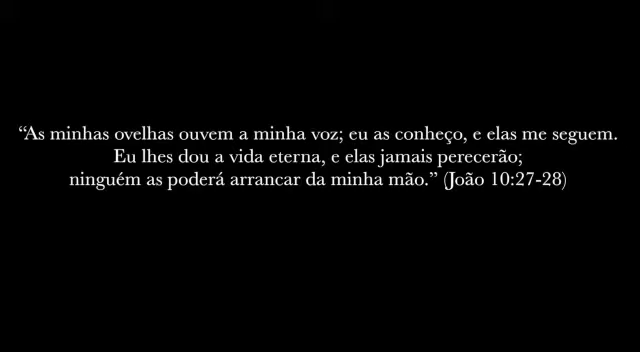 “As minhas ovelhas ouvem a minha voz; eu as conheço, e elas me seguem.
Eu lhes dou a vida eterna, e elas jamais perecerão;
ninguém as poderá arrancar da minha mão.” (João 10:27-28)